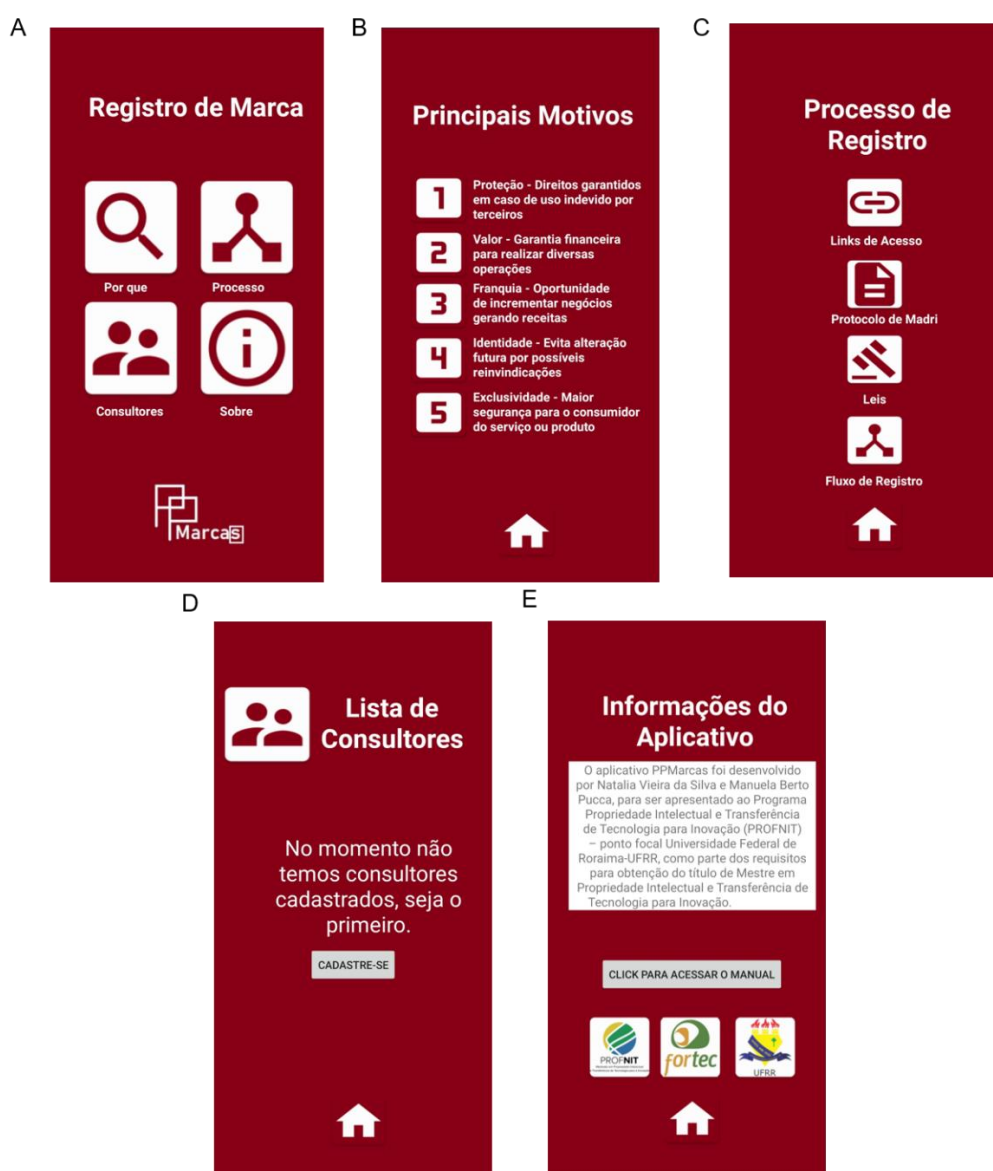 A
Registro de Marca
Por que
Processo
Consultores
Sobre
PP
Marcas
B
Principais Motivos
1
Proteção - Direitos garantidos
em caso de uso indevido por
terceiros
2
Valor - Garantia financeira
para realizar diversas
operações
3
Franquia - Oportunidade
de incrementar negócios
gerando receitas
4
Identidade - Evita alteração
futura por possíveis
reinvindicações
5
Exclusividade - Maior
segurança para o consumidor
do serviço ou produto
C
Processo de
Registro
Links de Acesso
Protocolo de Madri
Leis
Fluxo de Registro
D
Lista de
Consultores
No momento não
temos consultores
cadastrados, seja o
primeiro.
CADASTRE-SE
E
Informações do
Aplicativo
O aplicativo PPMarcas foi desenvolvido
por Natalia Vieira da Silva e Manuela Berto
Pucca, para ser apresentado ao Programa
Propriedade Intelectual e Transferência
de Tecnologia para Inovação (PROFNIT)
– ponto focal Universidade Federal de
Roraima-UFRR, como parte dos requisitos
para obtenção do título de Mestre em
Propriedade Intelectual e Transferência de
Tecnologia para Inovação.
CLICK PARA ACESSAR O MANUAL
PROFNIT
fortec
UFRR